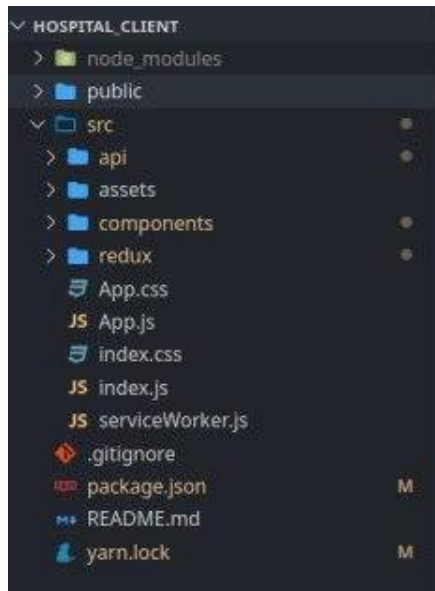 HOSPITAL_CLIENT
node_modules
public
src
api
assets
components
redux
App.css
JS App.js
index.css
JS index.js
JS serviceWorker.js
.gitignore
npm package.json M
M↓ README.md
yarn.lock M